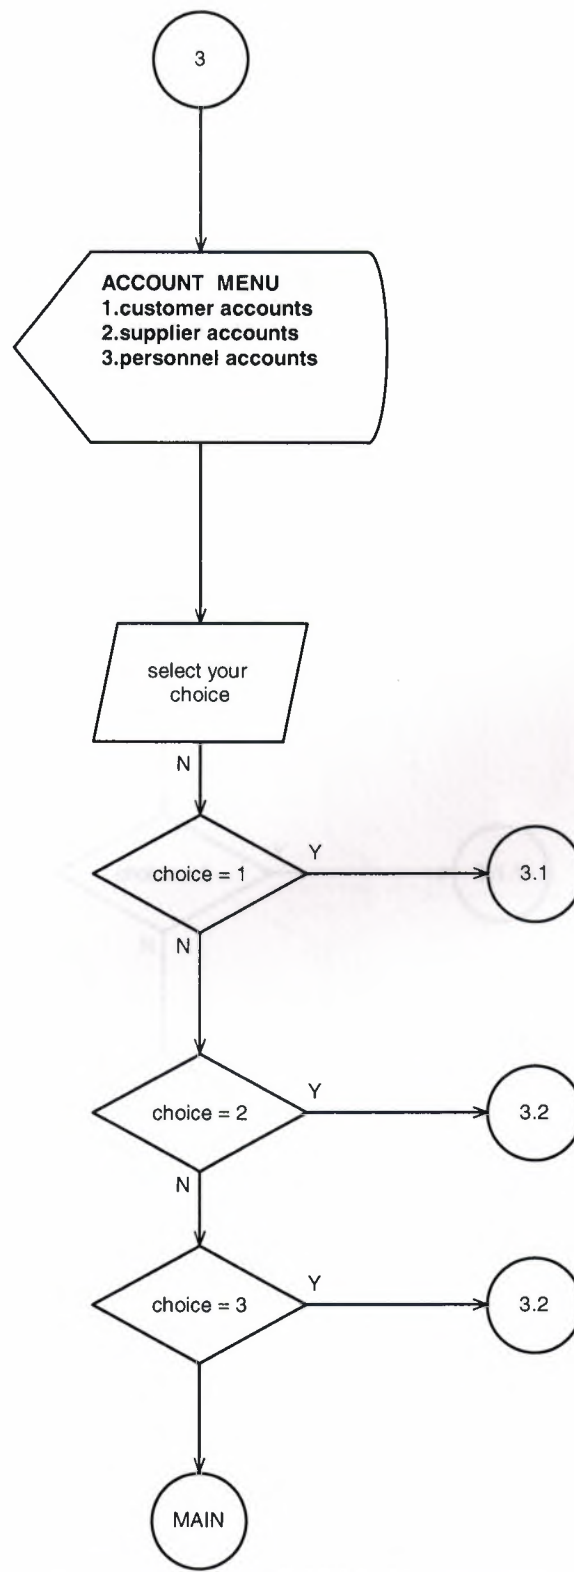 3
ACCOUNT MENU
1.customer accounts
2.supplier accounts
3.personnel accounts
select your
choice
N
choice = 1
Y
3.1
N
choice = 2
Y
3.2
N
choice = 3
Y
3.2
MAIN